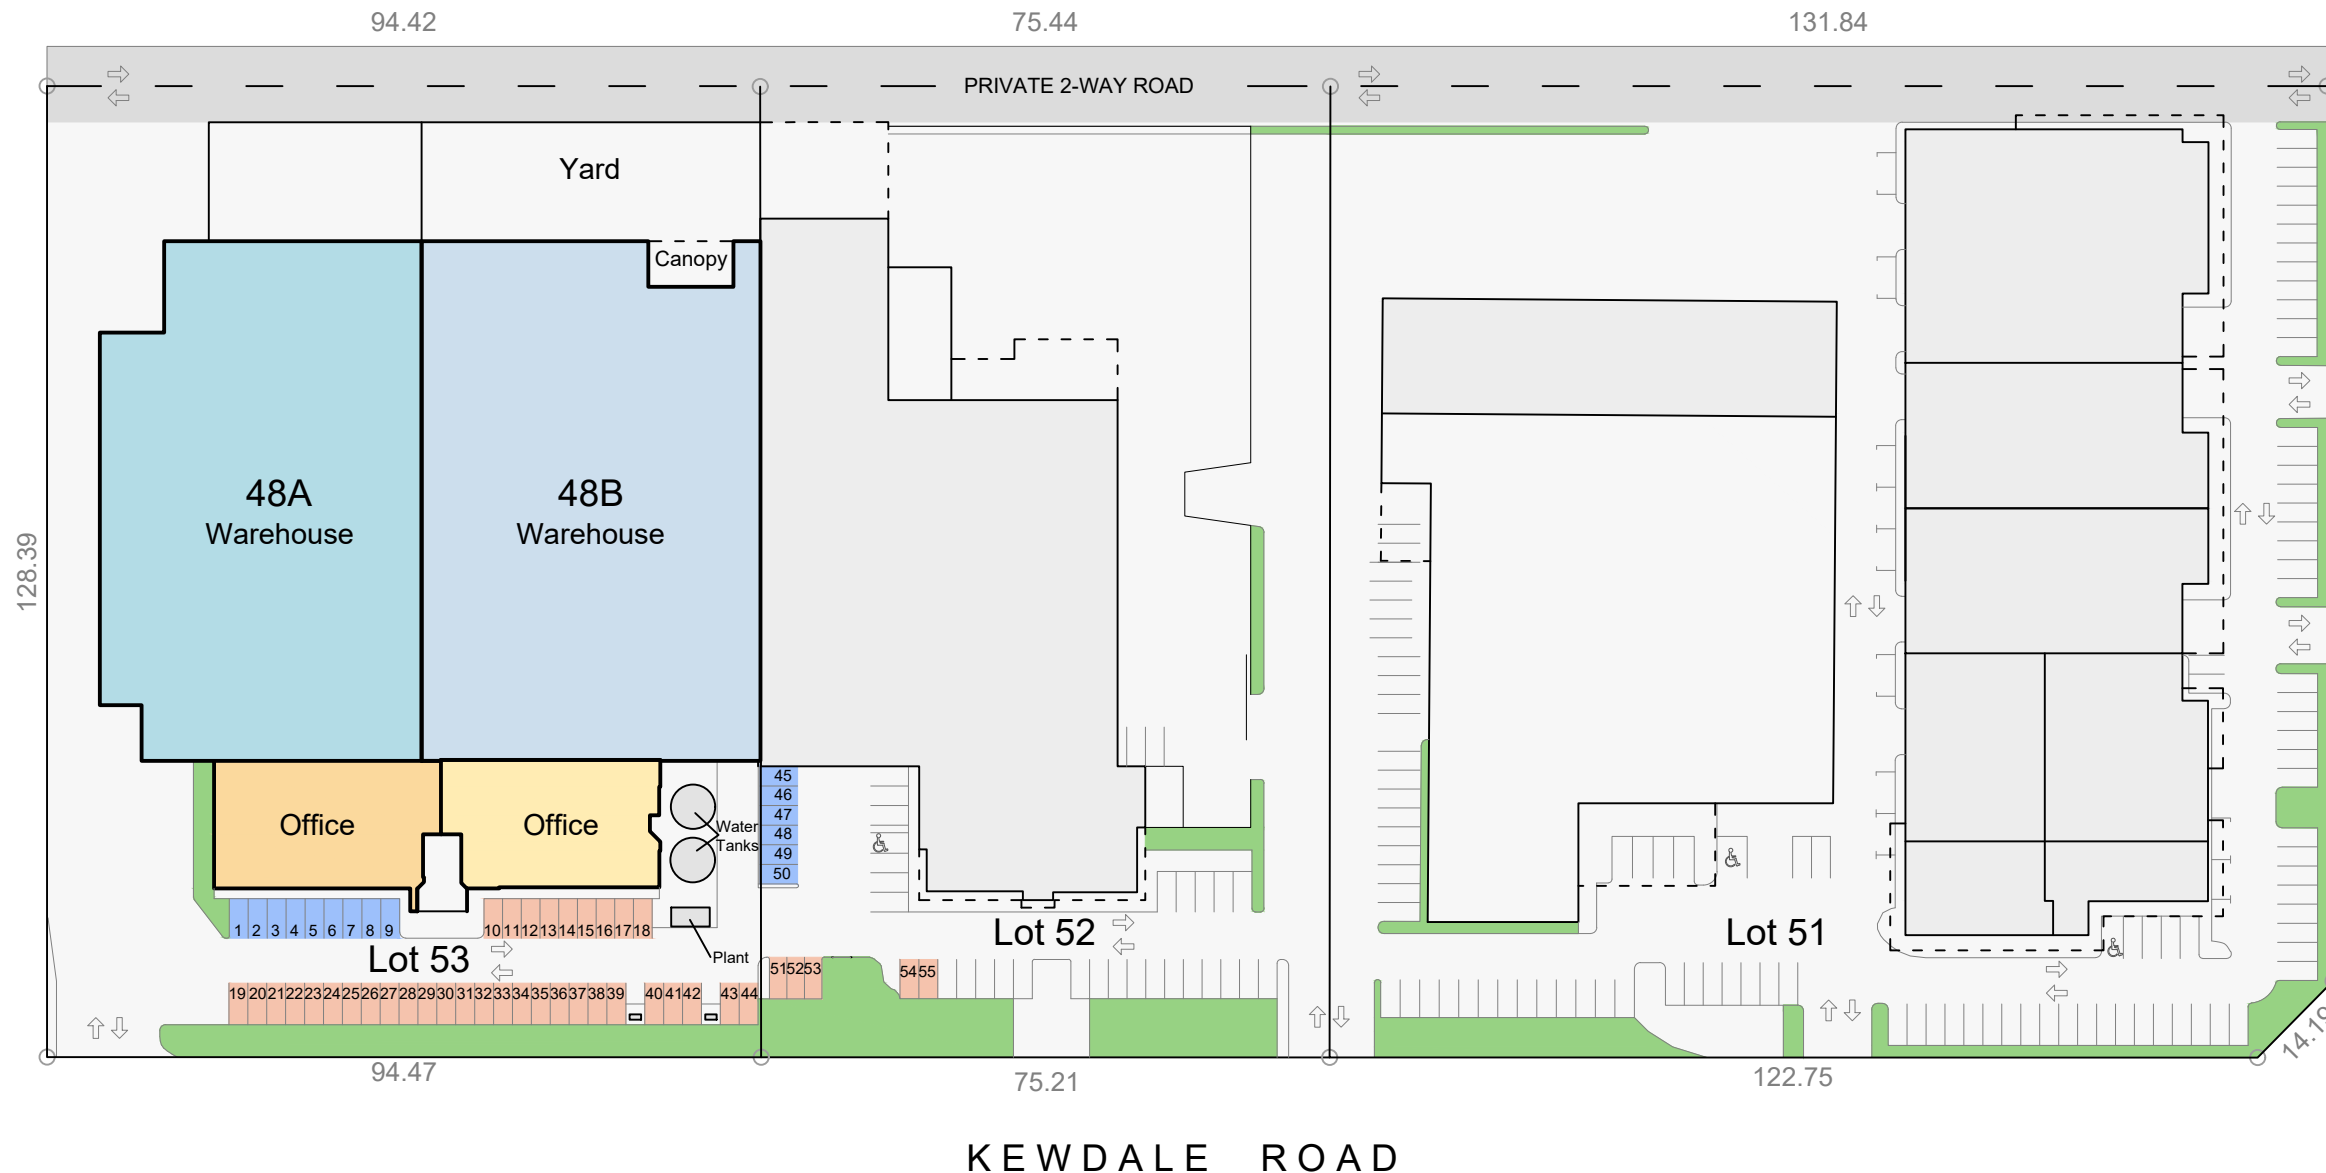 94.42 75.44 131.84
PRIVATE 2-WAY ROAD
Yard
Canopy
48A
Warehouse
48B
Warehouse
128.39
Office
Office
Water
Tanks
45
46
47
48
49
50
1 2 3 4 5 6 7 8 9
10 11 12 13 14 15 16 17 18
Lot 53
Plant
Lot 52
Lot 51
51 52 53
54 55
19 20 21 22 23 24 25 26 27 28 29 30 31 32 33 34 35 36 37 38 39 40 41 42 43 44
14.19
94.47
75.21
122.75
KEWDALE ROAD